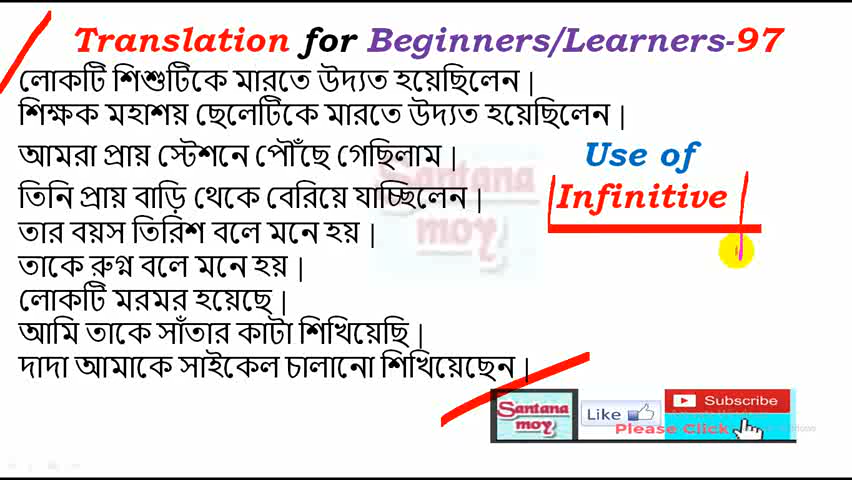 Translation for Beginners/Learners-97
লোকটি শিশুটিকে মারতে উদ্যত হয়েছিলেন |
শিক্ষক মহাশয় ছেলেটিকে মারতে উদ্যত হয়েছিলেন |
আমরা প্রায় স্টেশনে পৌঁছে গেছিলাম |
Use of
Infinitive
তিনি প্রায় বাড়ি থেকে বেরিয়ে যাচ্ছিলেন |
তার বয়স তিরিশ বলে মনে হয় |
তাকে রুগ্ন বলে মনে হয় |
লোকটি মরমর হয়েছে |
আমি তাকে সাঁতার কাটা শিখিয়েছি |
দাদা আমাকে সাইকেল চালানো শিখিয়েছেন |
Santana
moy
Santana
moy
Like
Subscribe
Please Click